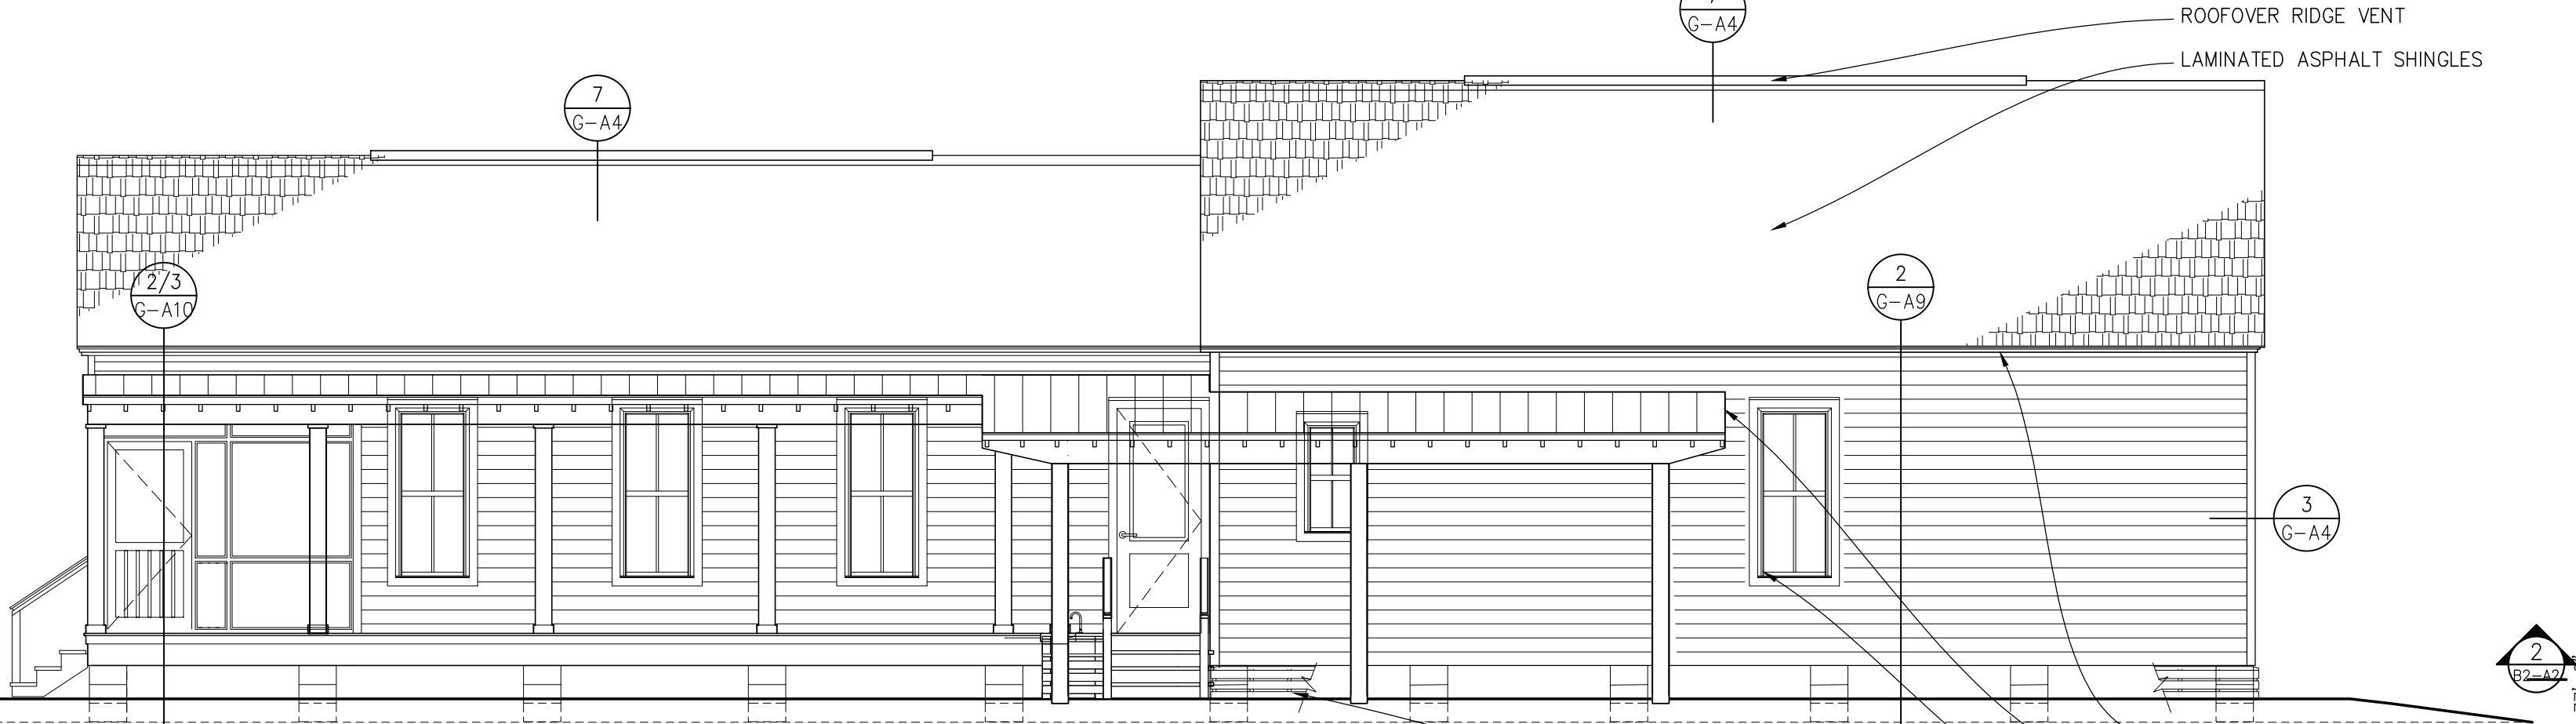 G-A4
ROOFOVER RIDGE VENT
LAMINATED ASPHALT SHINGLES
7
G-A4
2/3
G-A10
2
G-A9
3
G-A4
2
B2-A2